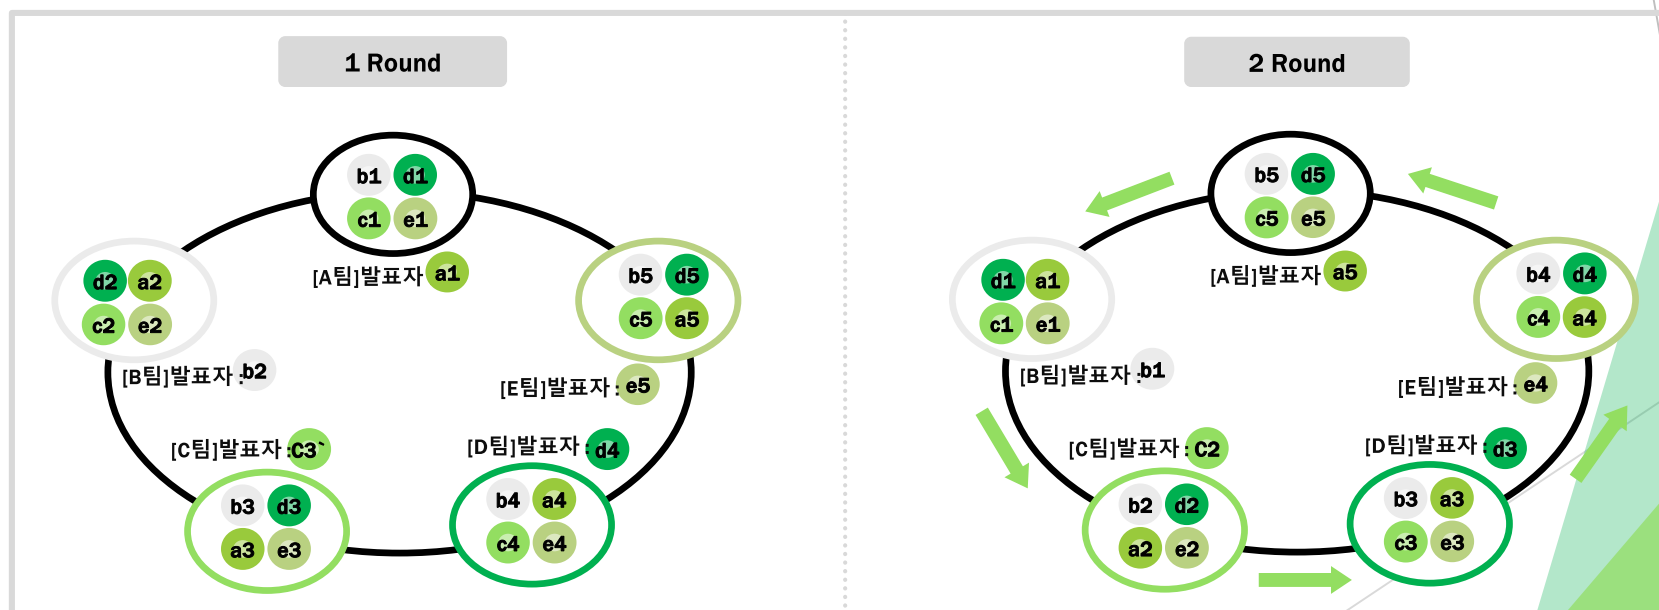 1 Round
b1 d1
c1 e1
[A팀]발표자 a1
d2 a2
c2 e2
[B팀]발표자 : b2
b5 d5
c5 a5
[E팀]발표자 : e5
[C팀]발표자 : C3`
b3 d3
a3 e3
[D팀]발표자 : d4
b4 a4
c4 e4
2 Round
b5 d5
c5 e5
[A팀]발표자 a5
d1 a1
c1 e1
[B팀]발표자 : b1
b4 d4
c4 a4
[E팀]발표자 : e4
[C팀]발표자 : C2
b2 d2
a2 e2
[D팀]발표자 : d3
b3 a3
c3 e3